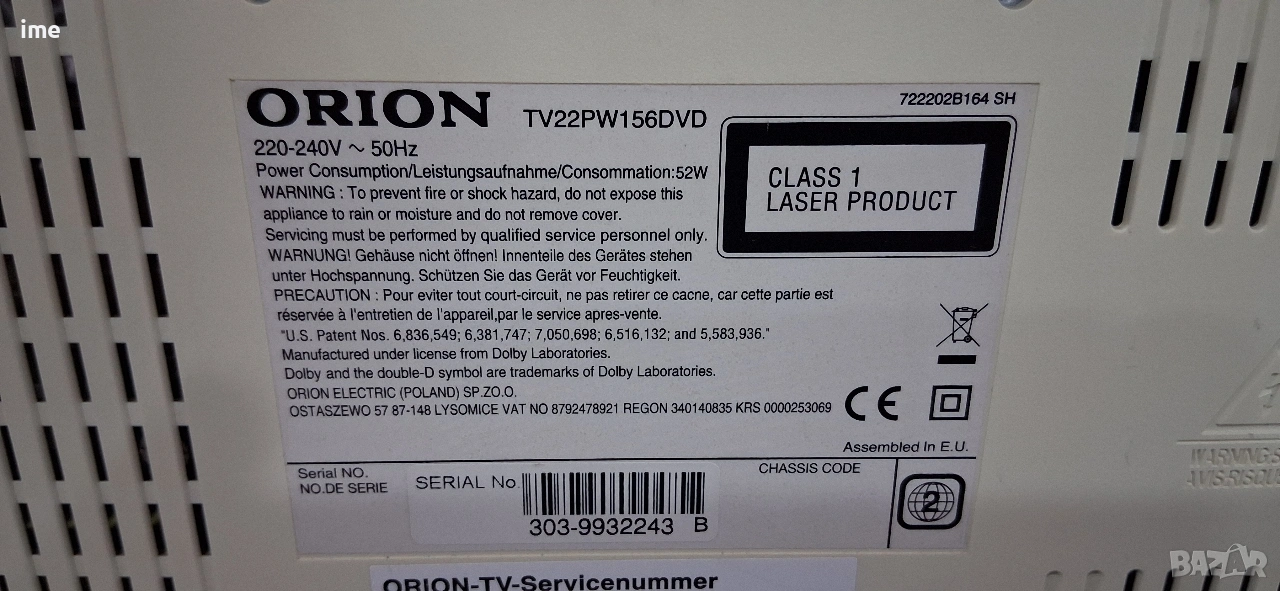 ime
ORION TV22PW156DVD
722202B164 SH
220-240V ~ 50Hz
Power Consumption/Leistungsaufnahme/Consommation:52W
WARNING : To prevent fire or shock hazard, do not expose this
appliance to rain or moisture and do not remove cover.
Servicing must be performed by qualified service personnel only.
WARNUNG! Gehäuse nicht öffnen! Innenteile des Gerätes stehen
unter Hochspannung. Schützen Sie das Gerät vor Feuchtigkeit.
PRECAUTION : Pour eviter tout court-circuit, ne pas retirer ce cacne, car cette partie est
réservée à l'entretien de l'appareil,par le service apres-vente.
"U.S. Patent Nos. 6,836,549; 6,381,747; 7,050,698; 6,516,132; and 5,583,936."
Manufactured under license from Dolby Laboratories.
Dolby and the double-D symbol are trademarks of Dolby Laboratories.
ORION ELECTRIC (POLAND) SP.ZO.O.
OSTASZEWO 57 87-148 LYSOMICE VAT NO 8792478921 REGON 340140835 KRS 0000253069
CLASS 1
LASER PRODUCT
CE
Assembled In E.U.
Serial NO.
NO.DE SERIE
SERIAL No.
303-9932243 B
CHASSIS CODE
2
ORION-TV-Servicenummer
WARNING:S
AVIS:RISQUE
BAZAR